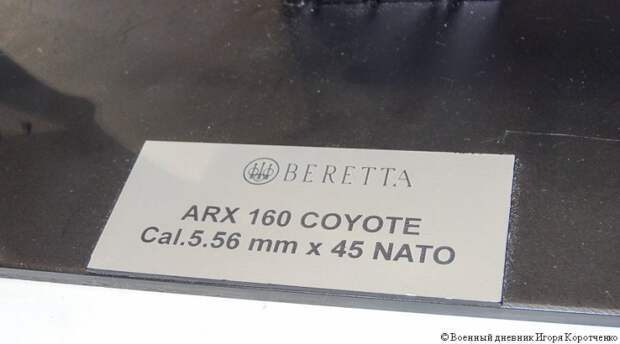 BERETTA
ARX 160 COYOTE
Cal.5.56 mm x 45 NATO
© Военный дневник Игоря Коротченко